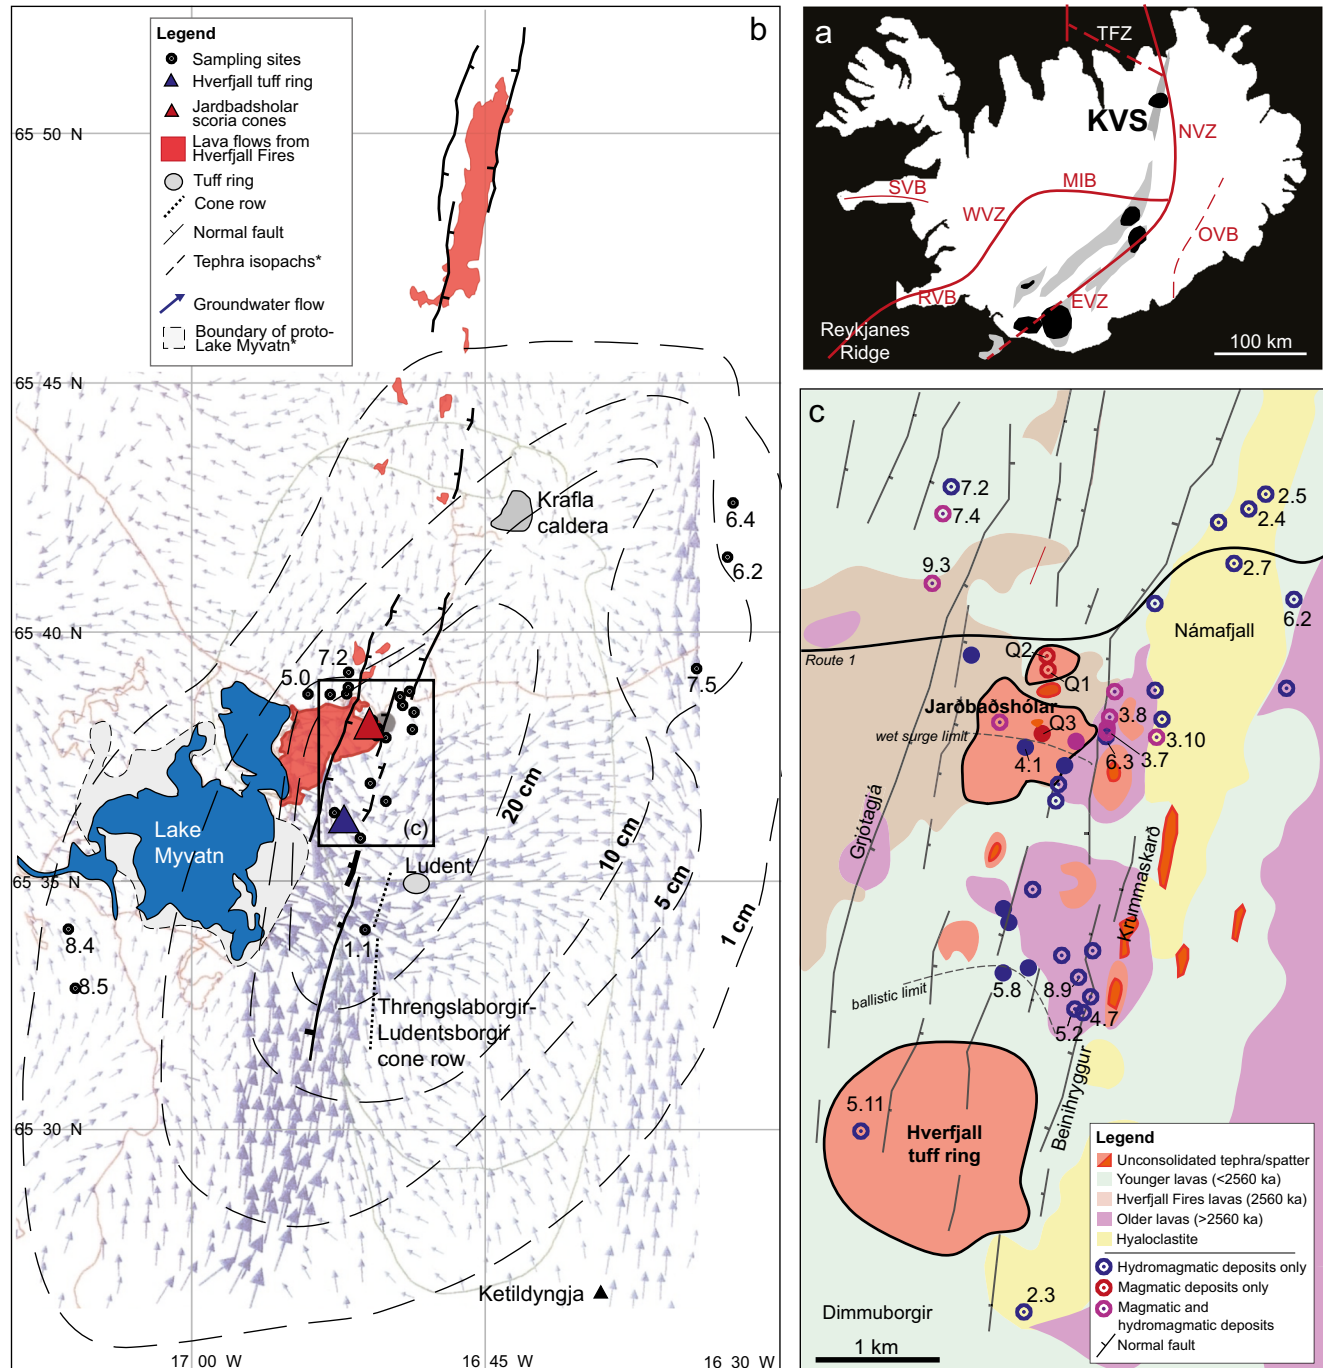 b
Legend
Sampling sites
Hverfjall tuff ring
Jardbadsholar
scoria cones
Lava flows from
Hverfjall Fires
Tuff ring
Cone row
Normal fault
Tephra isopachs*
Groundwater flow
Boundary of proto-
Lake Myvatn*
65 50 N
65 45 N
65 40 N
65 35 N
65 30 N
17 00 W
16 45 W
16 30 W
Krafla
caldera
6.4
6.2
7.5
7.2
5.0
(c)
Lake
Myvatn
Ludent
1.1
8.4
8.5
20 cm
10 cm
5 cm
1 cm
Threngslaborgir-
Ludentsborgir
cone row
Ketildyngja
a
TFZ
KVS
NVZ
SVB
MIB
WVZ
OVB
RVB
EVZ
Reykjanes
Ridge
100 km
c
7.2
7.4
2.5
2.4
9.3
2.7
6.2
Námafjall
Route 1
Q2
Q1
Jarðbaðshólar
Q3
3.8
wet surge limit
4.1
3.10
3.7
6.3
Grjótagjá
Krummaskarð
ballistic limit
5.8
8.9
4.7
5.2
Beinihryggur
5.11
Hverfjall
tuff ring
2.3
Dimmuborgir
1 km
Legend
Unconsolidated tephra/spatter
Younger lavas (<2560 ka)
Hverfjall Fires lavas (2560 ka)
Older lavas (>2560 ka)
Hyaloclastite
Hydromagmatic deposits only
Magmatic deposits only
Magmatic and
hydromagmatic deposits
Normal fault